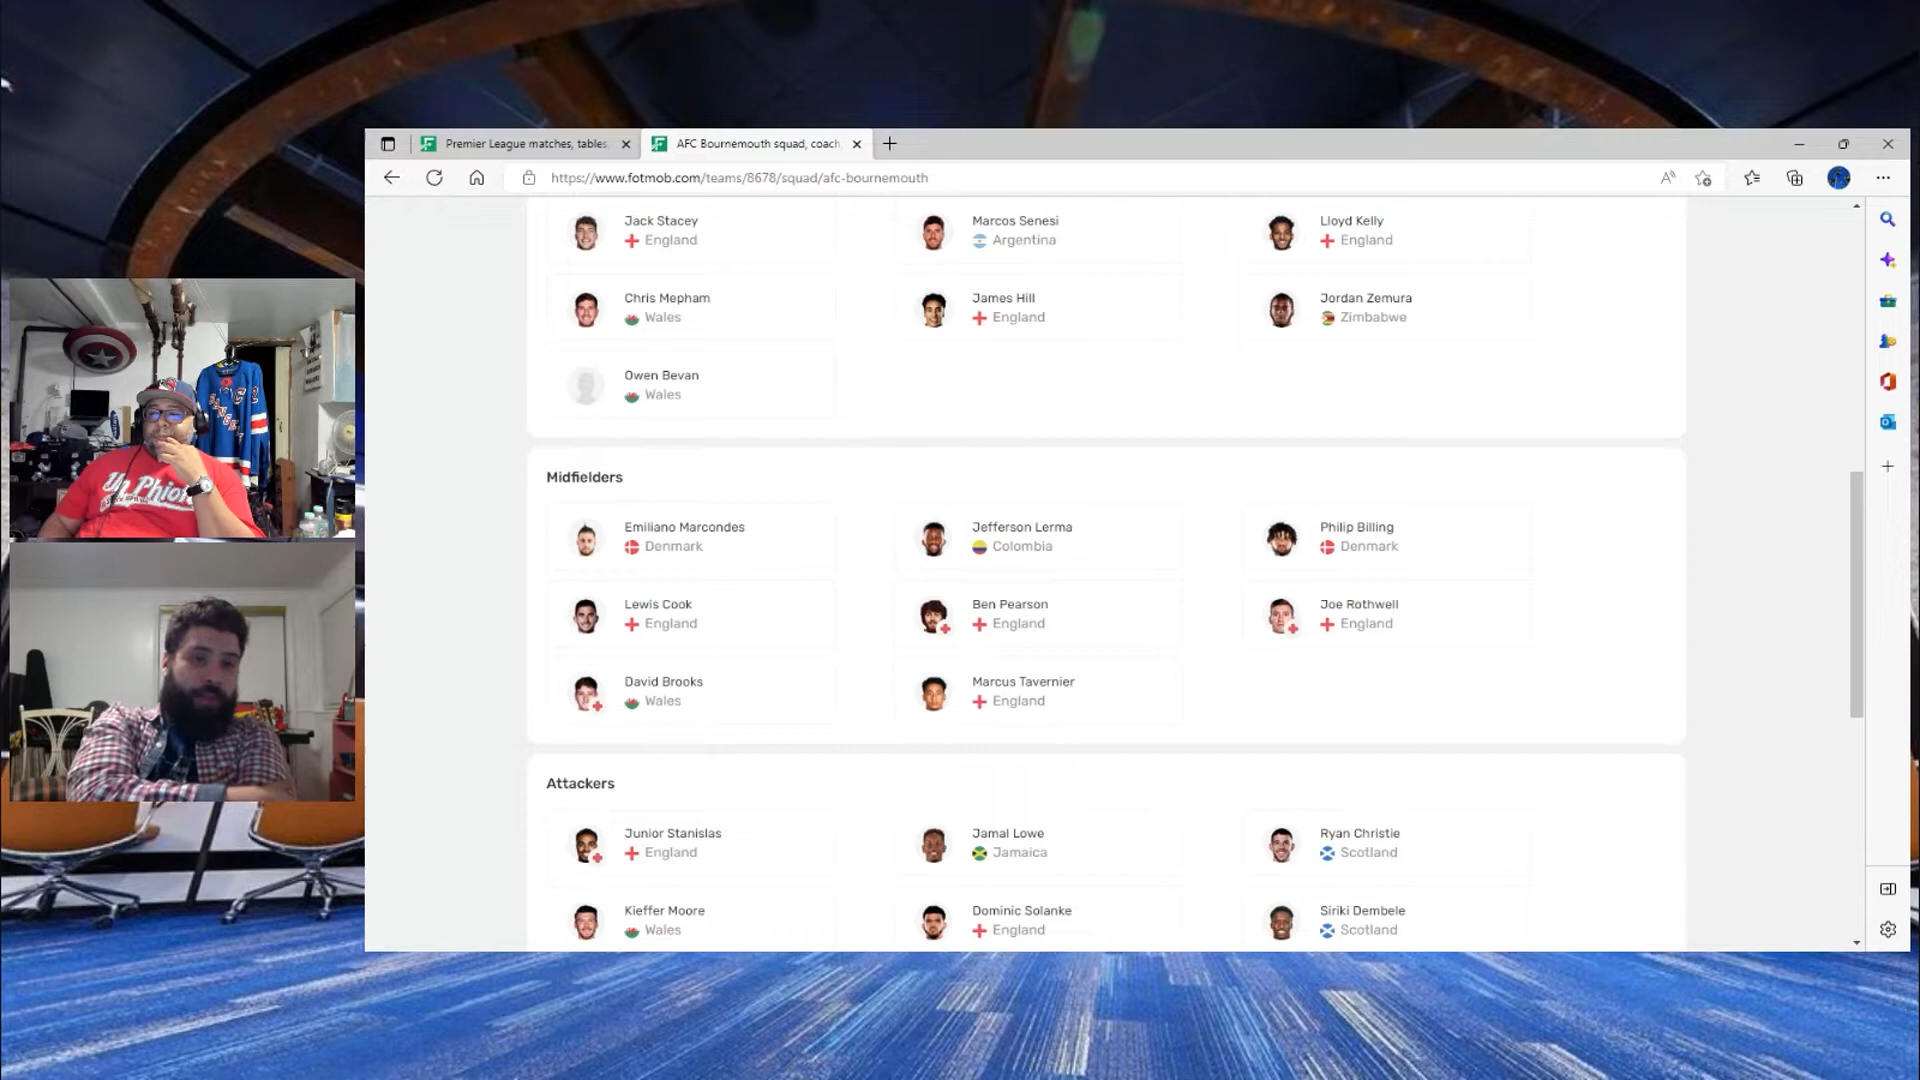 Premier League matches, tables
AFC Bournemouth squad, coach,
https://www.fotmob.com/teams/8678/squad/afc-bournemouth
Jack Stacey
England
Marcos Senesi
Argentina
Lloyd Kelly
England
Chris Mepham
Wales
James Hill
England
Jordan Zemura
Zimbabwe
Owen Bevan
Wales
Midfielders
Emiliano Marcondes
Denmark
Jefferson Lerma
Colombia
Philip Billing
Denmark
Lewis Cook
England
Ben Pearson
England
Joe Rothwell
England
David Brooks
Wales
Marcus Tavernier
England
Attackers
Junior Stanislas
England
Jamal Lowe
Jamaica
Ryan Christie
Scotland
Kieffer Moore
Wales
Dominic Solanke
England
Siriki Dembele
Scotland